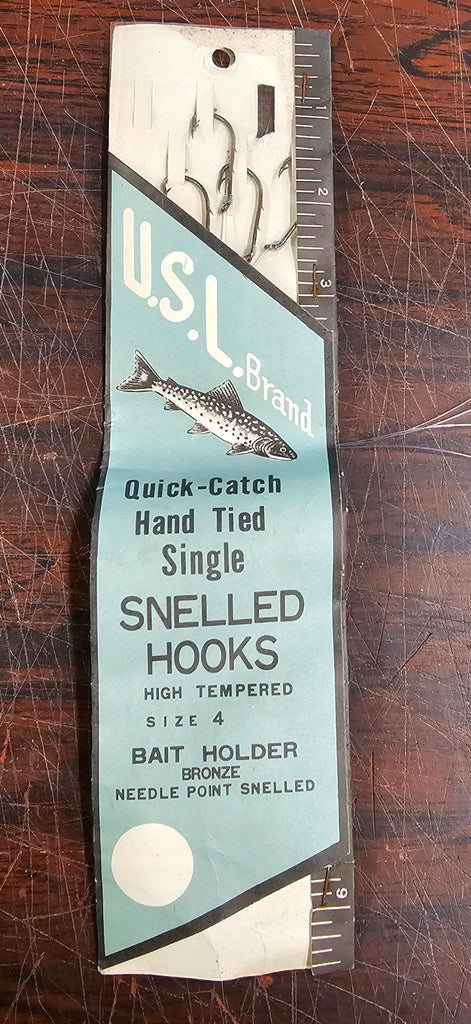 U.S.L. Brand
Quick-Catch
Hand Tied
Single
SNELLED
HOOKS
HIGH TEMPERED
SIZE 4
BAIT HOLDER
BRONZE
NEEDLE POINT SNELLED
1
2
3
9